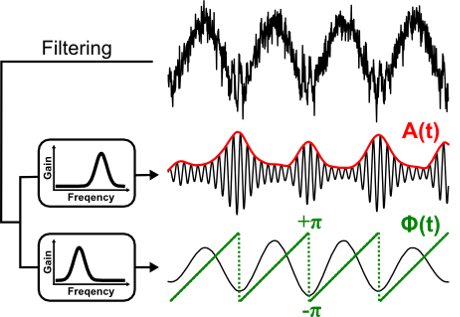 Filtering
A(t)
Gain
Freqency
Φ(t)
+π
Gain
Freqency
-π